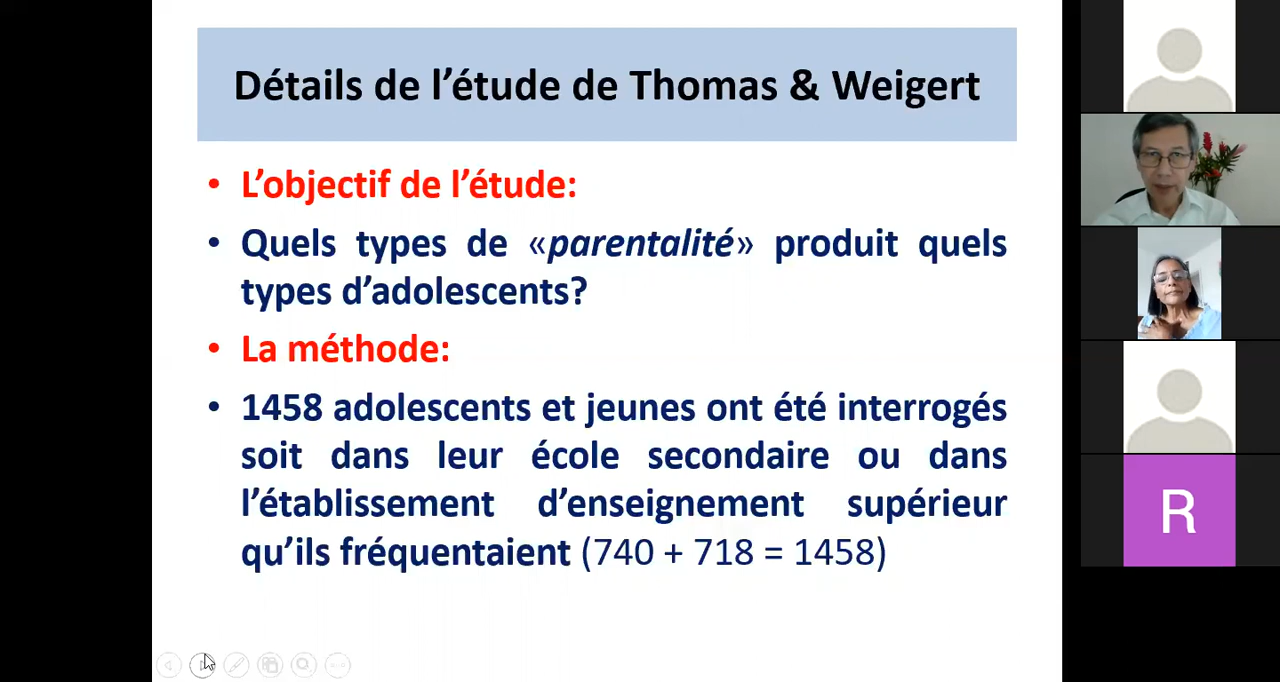 Détails de l’étude de Thomas & Weigert
• L’objectif de l’étude:
• Quels types de «parentalité» produit quels
types d’adolescents?
• La méthode:
• 1458 adolescents et jeunes ont été interrogés
soit dans leur école secondaire ou dans
l’établissement d’enseignement supérieur
qu’ils fréquentaient (740 + 718 = 1458)
R